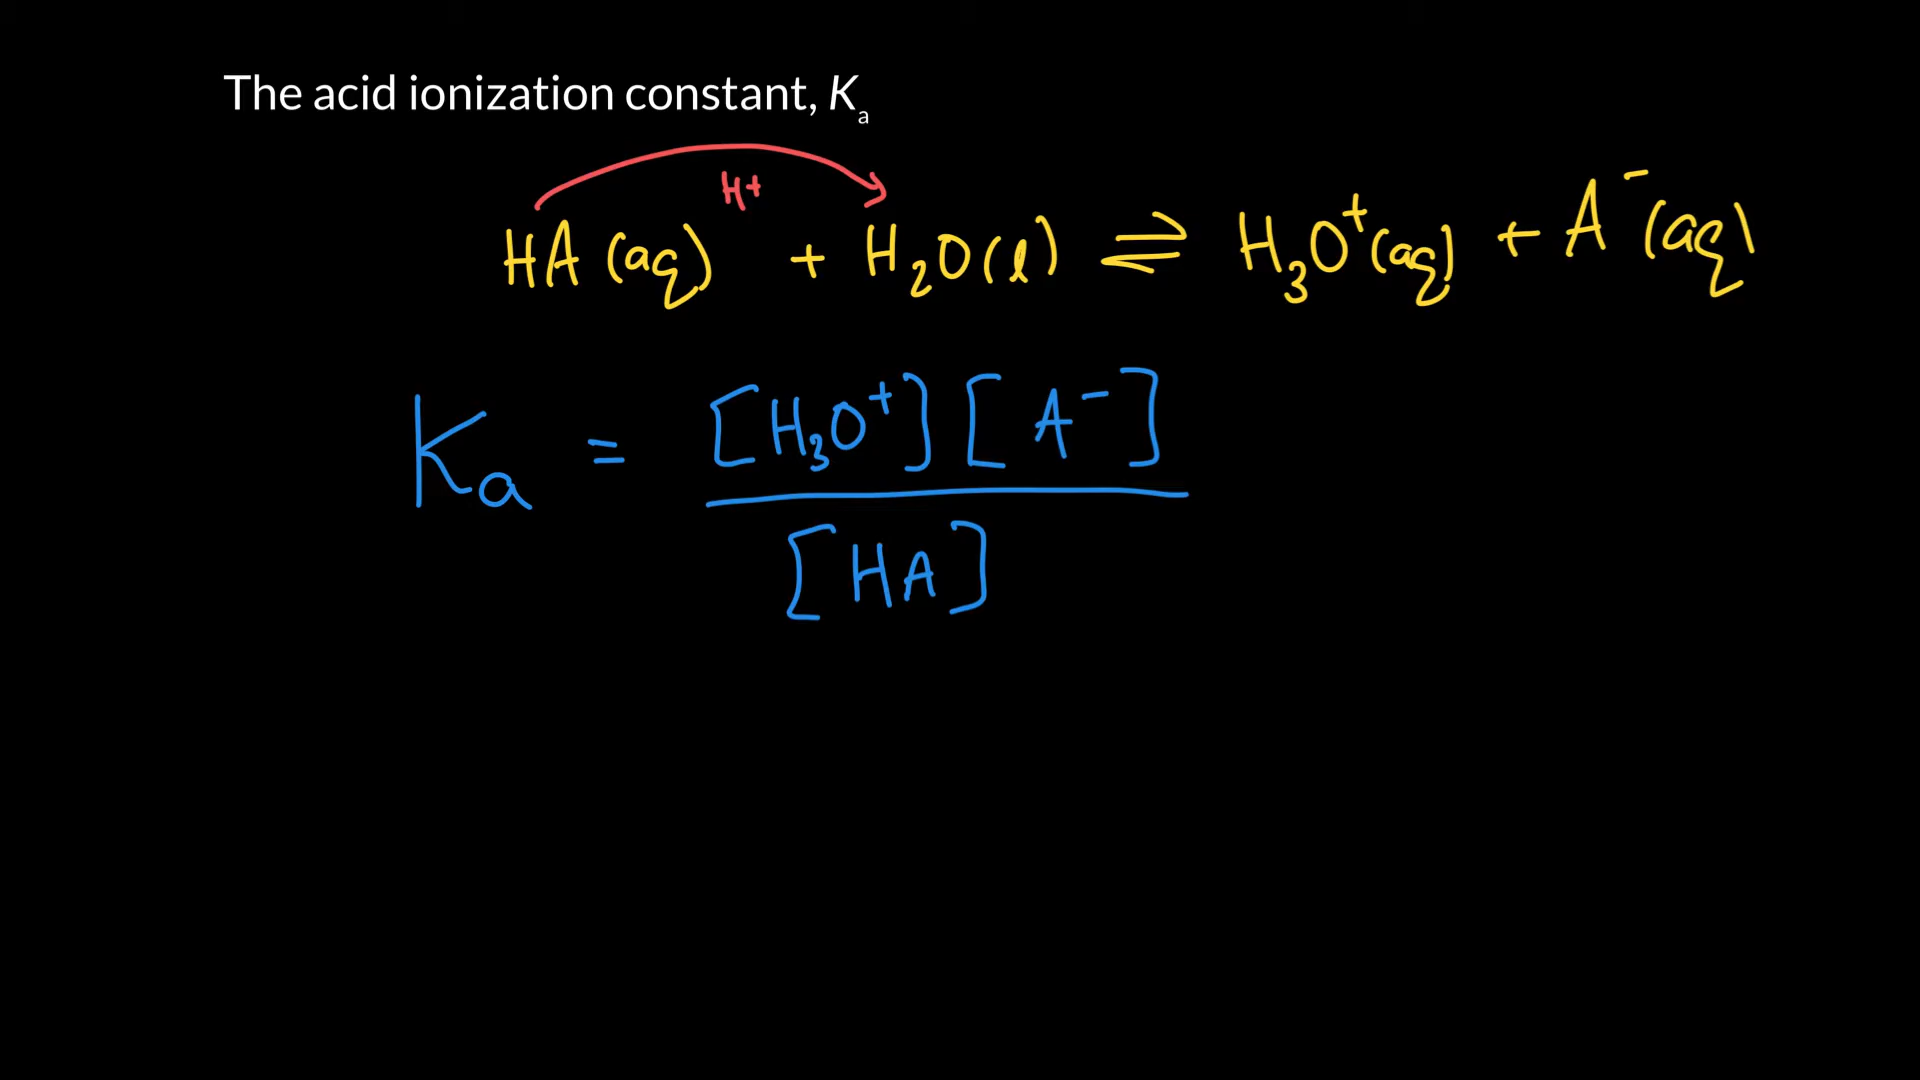 The acid ionization constant, Kₐ
H+
HA (aq) + H₂O(l) ⇌ H₃O⁺(aq) + A⁻(aq)
Kₐ = [H₃O⁺][A⁻]
[HA]